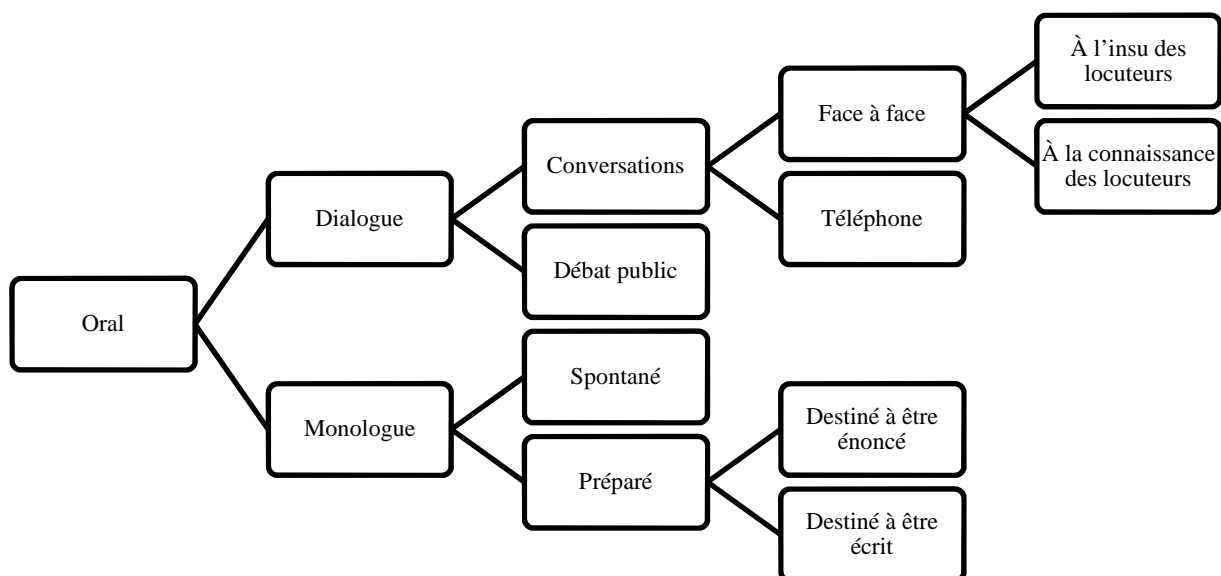 À l’insu des
locuteurs
Face à face
À la connaissance
des locuteurs
Conversations
Téléphone
Dialogue
Débat public
Oral
Spontané
Monologue
Destiné à être
énoncé
Préparé
Destiné à être
écrit